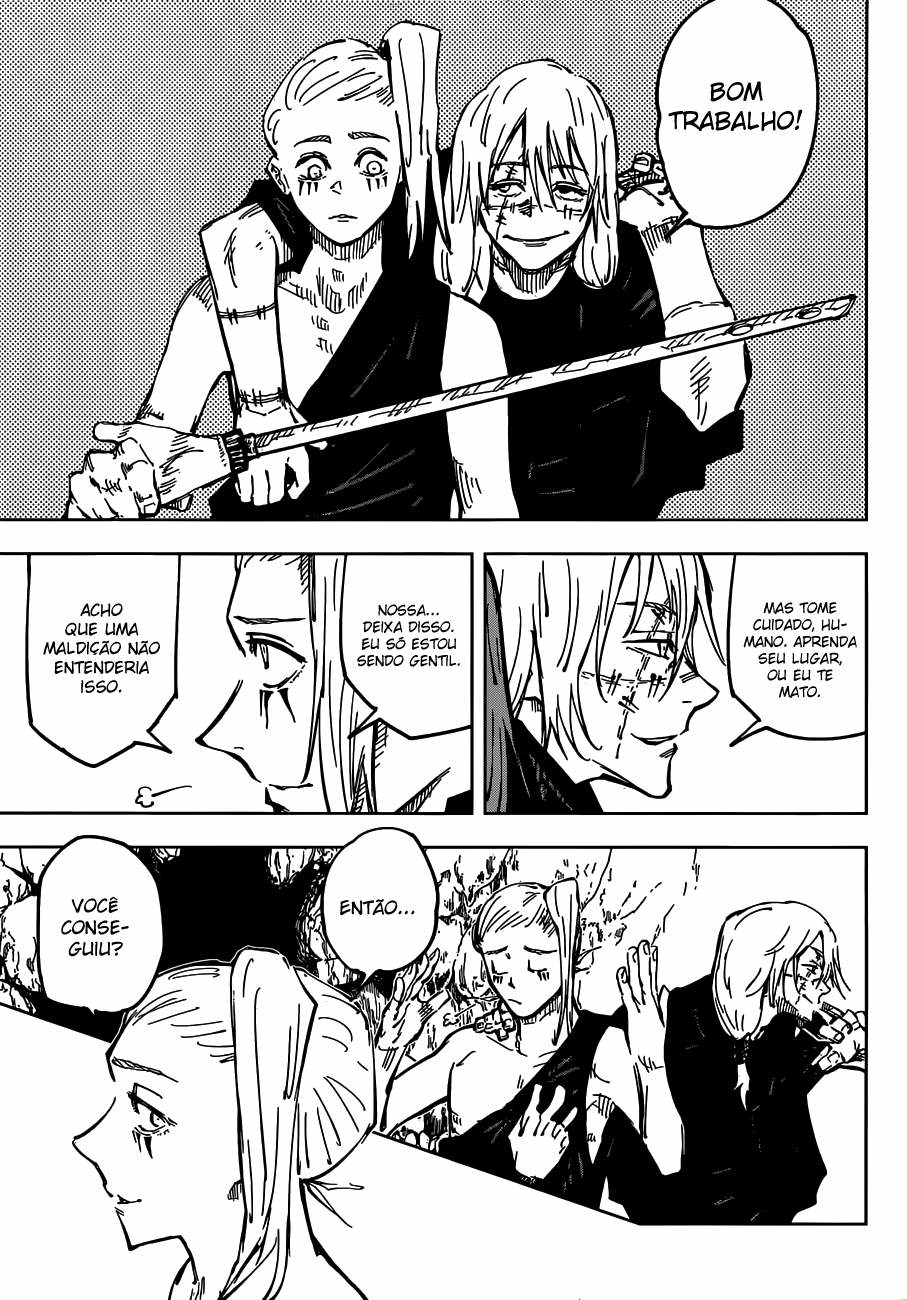 BOM
TRABALHO!
MAS TOME
CUIDADO, HU-
MANO. APRENDA
SEU LUGAR,
OU EU TE
MATO.
NOSSA...
DEIXA DISSO.
EU SÓ ESTOU
SENDO GENTIL.
ACHO
QUE UMA
MALDIÇÃO NÃO
ENTENDERIA
ISSO.
ENTÃO...
VOCÊ
CONSE-
GUIU?